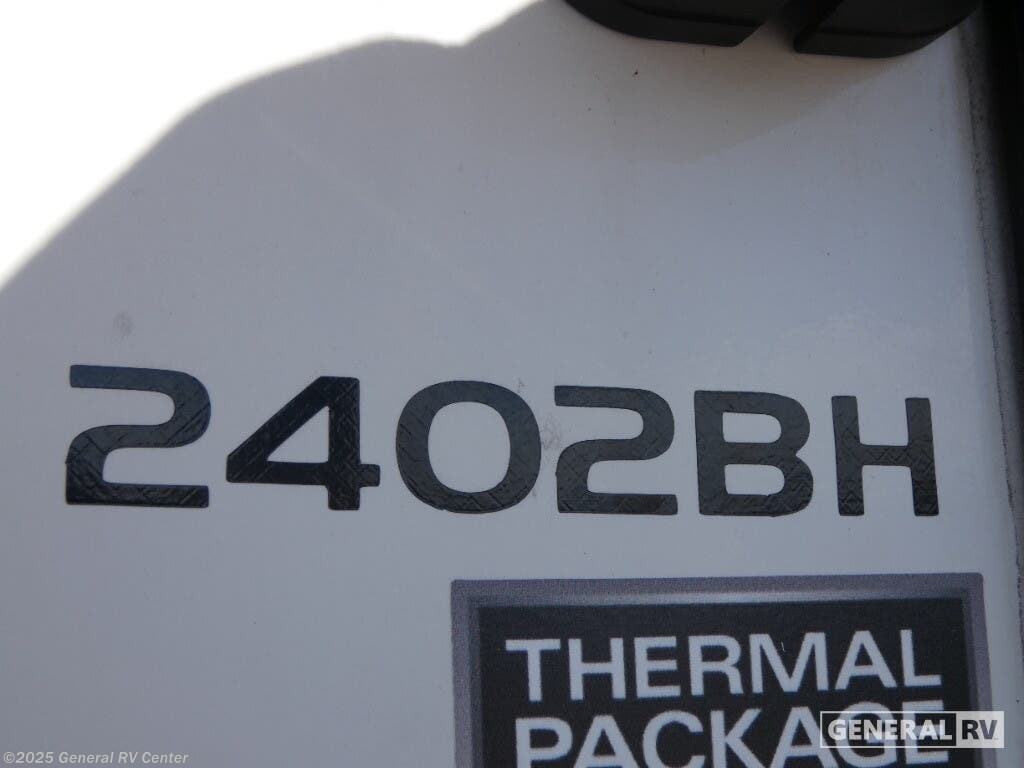 2402BH
THERMAL
PACKAGE
GENERAL RV
©2025 General RV Center